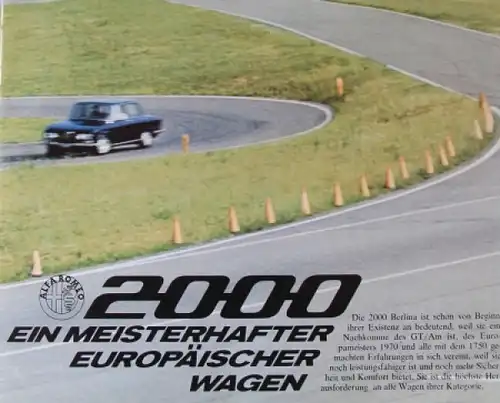 ALFA ROMEO
2000
EIN MEISTERHAFTER
EUROPÄISCHER
WAGEN
Die 2000 Berlina ist schon von Beginn
ihrer Existenz an bedeutend, weil sie ein
Nachkomme des GT/Am ist, des Euro-
pameisters 1970 und alle mit dem 1750 ge-
machten Erfahrungen in sich vereint, weil sie
noch leistungsfähiger ist und noch mehr Sicher-
heit und Komfort bietet. Sie ist die höchste Her-
ausforderung an alle Wagen ihrer Kategorie.